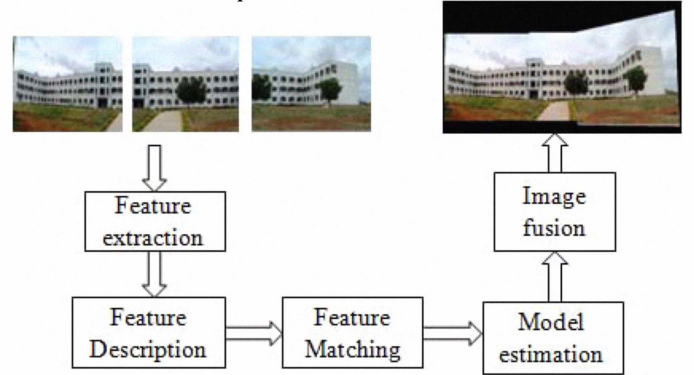 Feature
extraction
Feature
Description
Feature
Matching
Model
estimation
Image
fusion